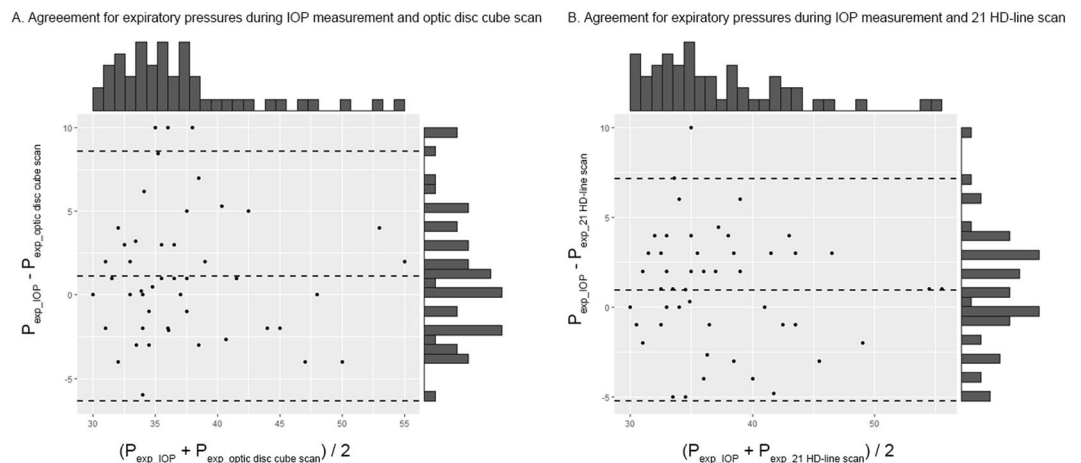 A. Agreement for expiratory pressures during IOP measurement and optic disc cube scan
10
5
0
-5
P_exp_IOP - P_exp_optic disc cube scan
30 35 40 45 50 55
(P_exp_IOP + P_exp_optic disc cube scan) / 2
B. Agreement for expiratory pressures during IOP measurement and 21 HD-line scan
10
5
0
-5
P_exp_IOP - P_exp_21 HD-line scan
30 40 50
(P_exp_IOP + P_exp_21 HD-line scan) / 2